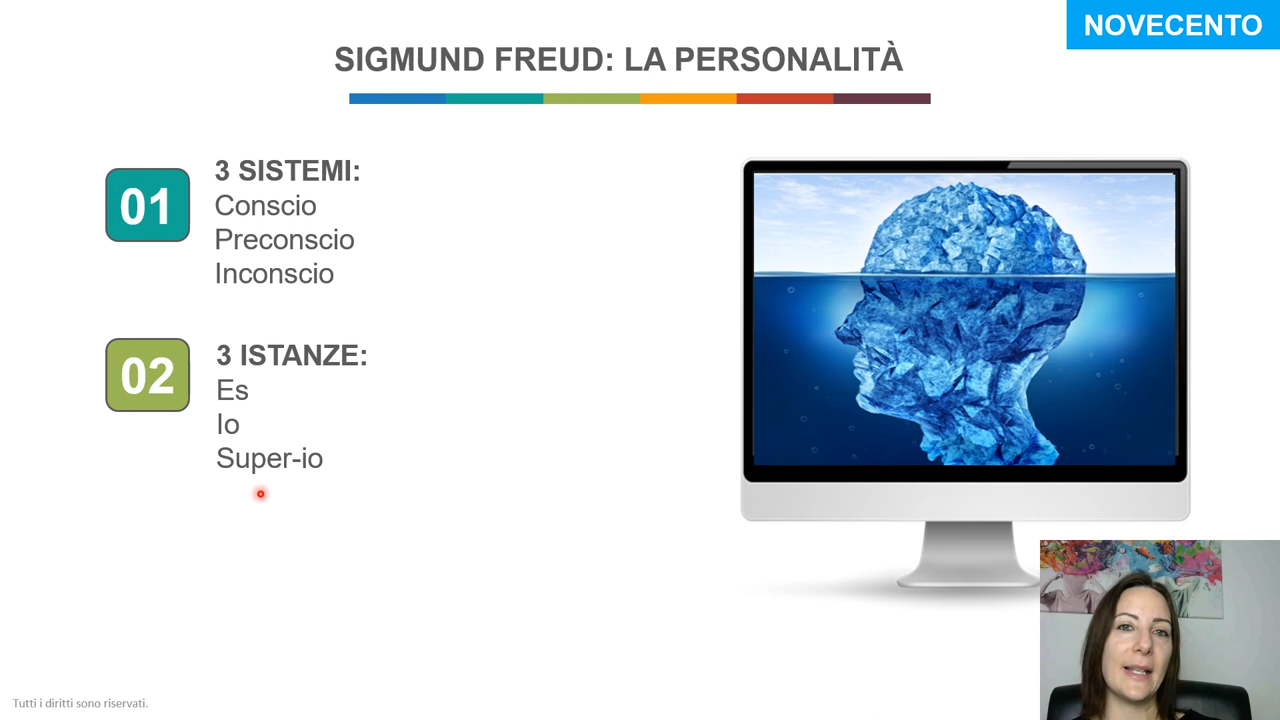 NOVECENTO
SIGMUND FREUD: LA PERSONALITÀ
01
3 SISTEMI:
Conscio
Preconscio
Inconscio
02
3 ISTANZE:
Es
Io
Super-io
Tutti i diritti sono riservati.